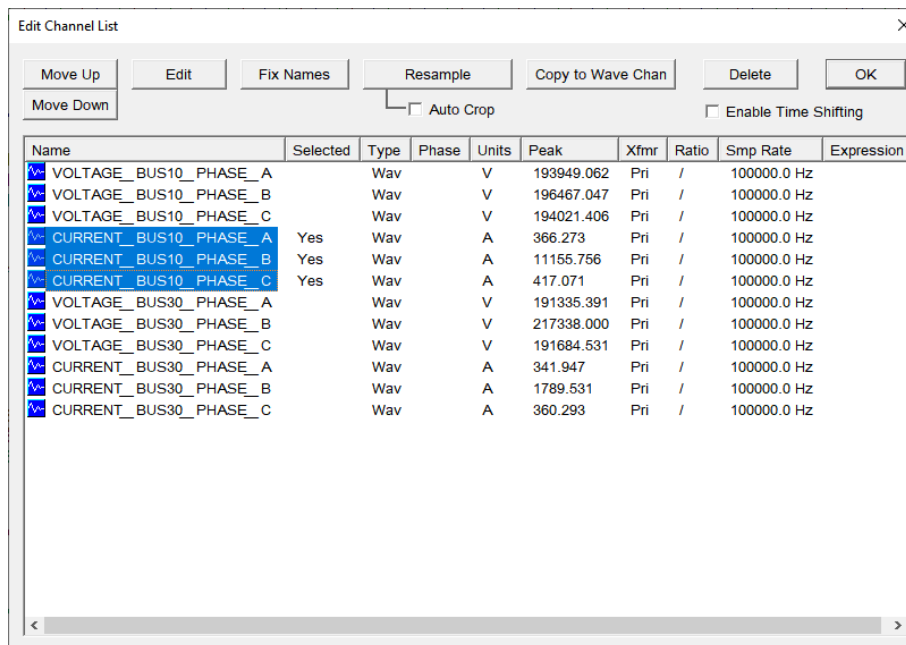 Edit Channel List
Move Up Edit Fix Names Resample Copy to Wave Chan Delete OK
Move Down Auto Crop Enable Time Shifting
Name Selected Type Phase Units Peak Xfmr Ratio Smp Rate Expression
VOLTAGE__BUS10__PHASE__A Wav V 193949.062 Pri / 100000.0 Hz
VOLTAGE__BUS10__PHASE__B Wav V 196467.047 Pri / 100000.0 Hz
VOLTAGE__BUS10__PHASE__C Wav V 194021.406 Pri / 100000.0 Hz
CURRENT__BUS10__PHASE__A Yes Wav A 366.273 Pri / 100000.0 Hz
CURRENT__BUS10__PHASE__B Yes Wav A 11155.756 Pri / 100000.0 Hz
CURRENT__BUS10__PHASE__C Yes Wav A 417.071 Pri / 100000.0 Hz
VOLTAGE__BUS30__PHASE__A Wav V 191335.391 Pri / 100000.0 Hz
VOLTAGE__BUS30__PHASE__B Wav V 217338.000 Pri / 100000.0 Hz
VOLTAGE__BUS30__PHASE__C Wav V 191684.531 Pri / 100000.0 Hz
CURRENT__BUS30__PHASE__A Wav A 341.947 Pri / 100000.0 Hz
CURRENT__BUS30__PHASE__B Wav A 1789.531 Pri / 100000.0 Hz
CURRENT__BUS30__PHASE__C Wav A 360.293 Pri / 100000.0 Hz